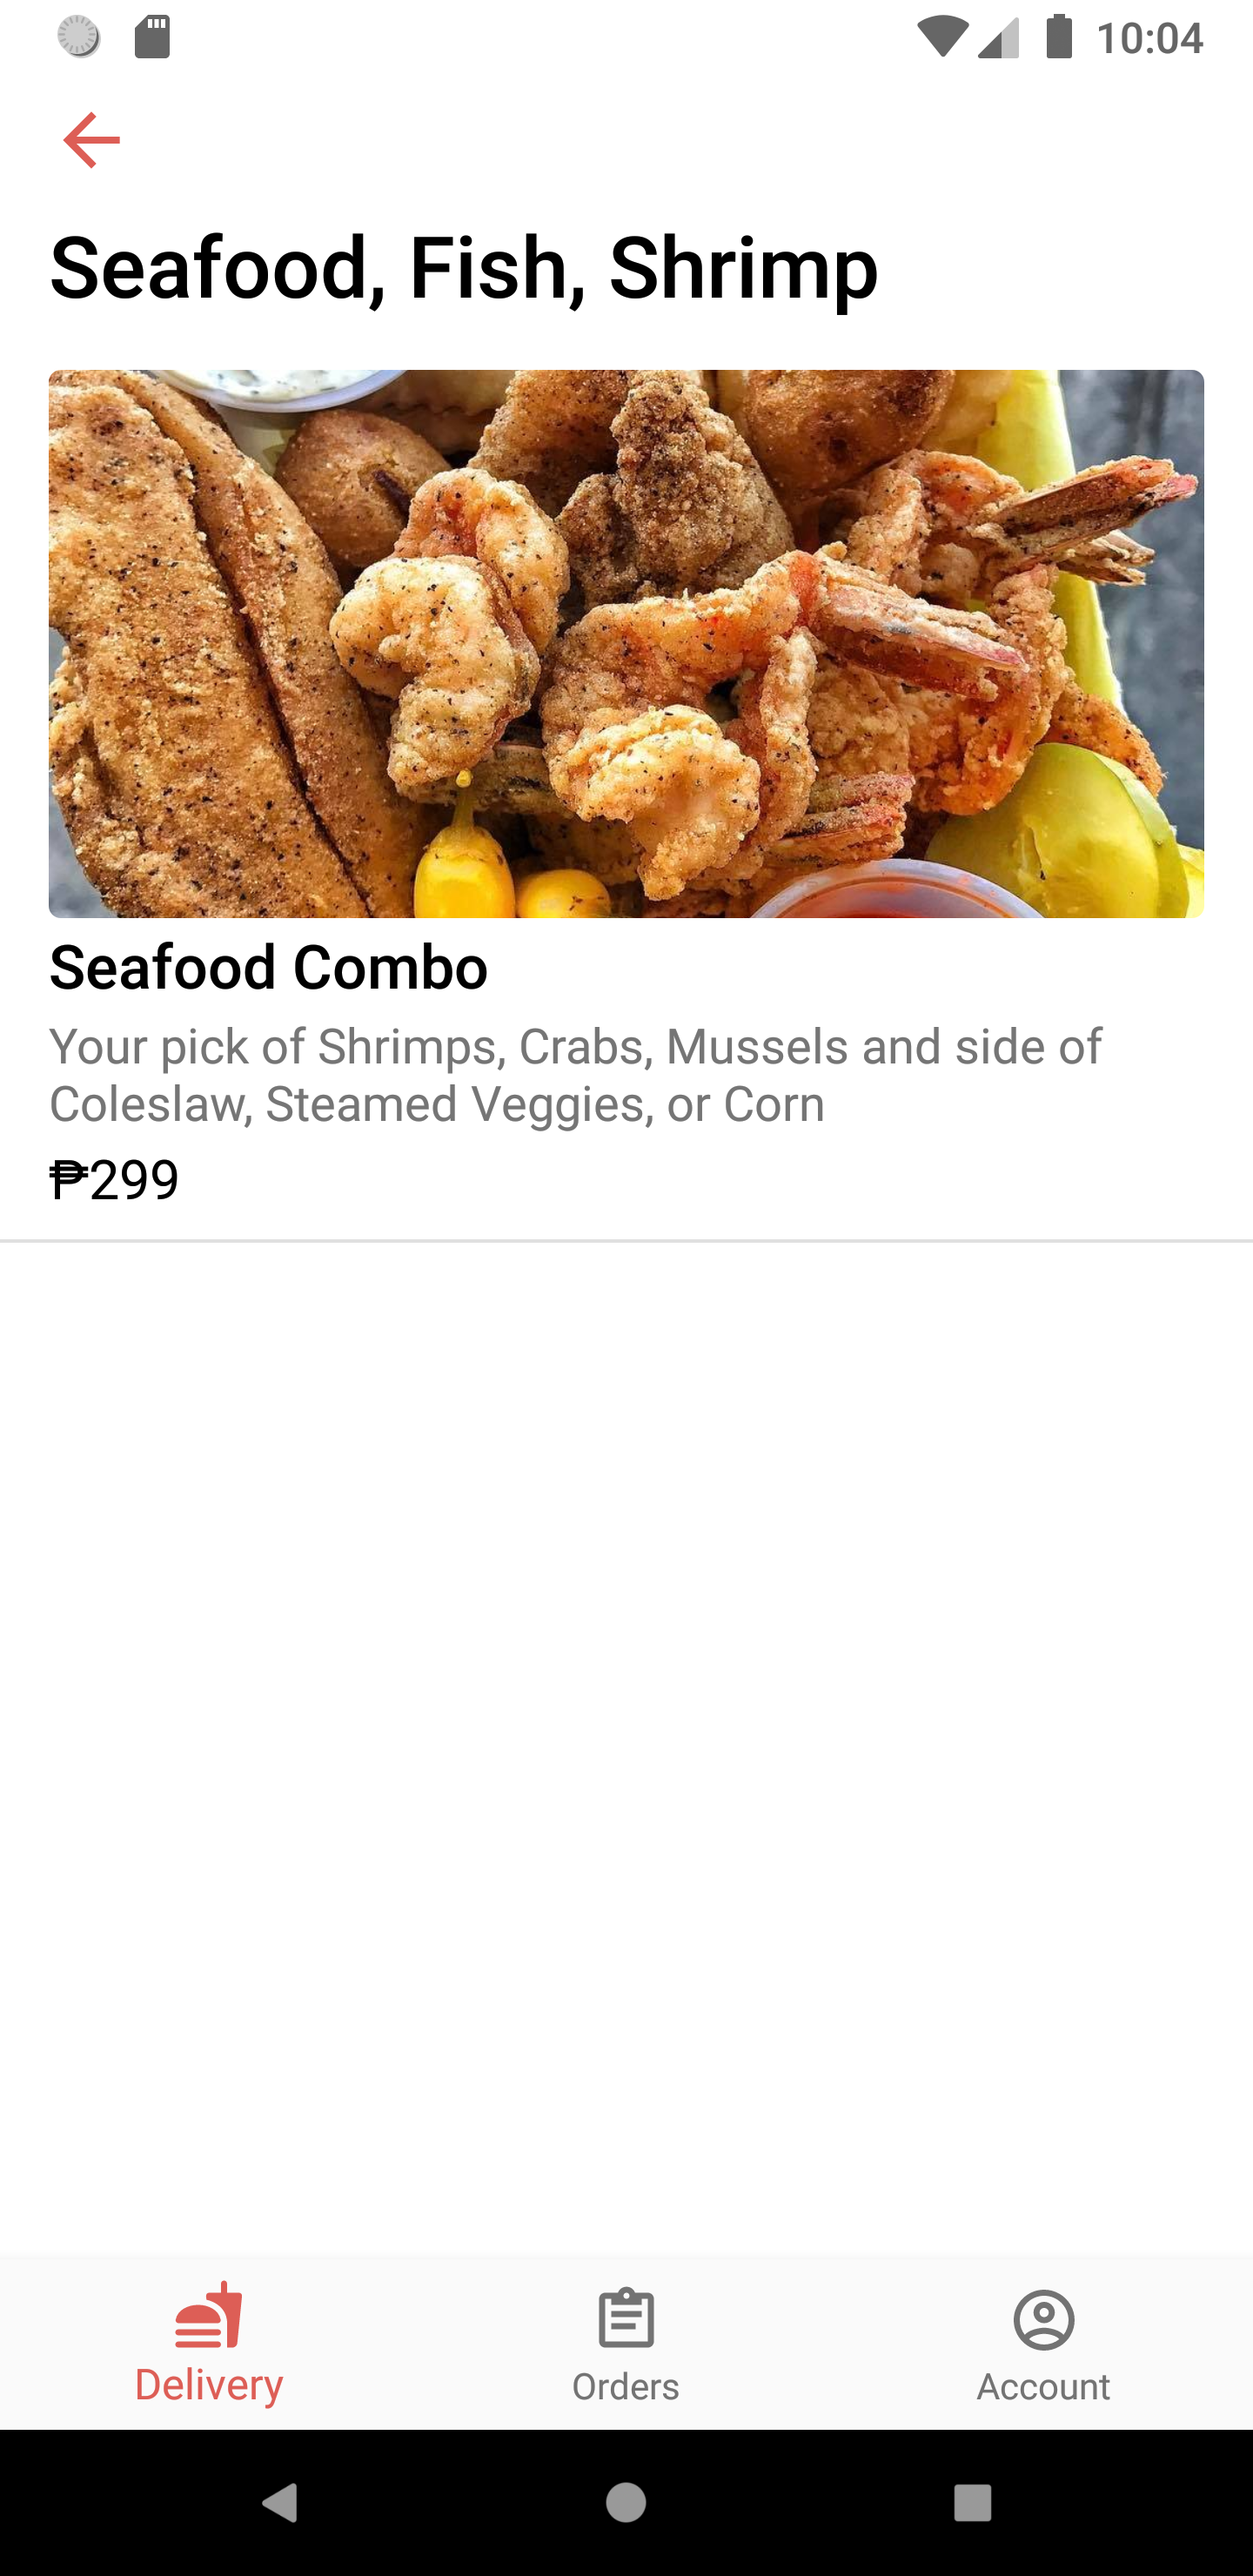 10:04
Seafood, Fish, Shrimp
Seafood Combo
Your pick of Shrimps, Crabs, Mussels and side of
Coleslaw, Steamed Veggies, or Corn
₱299
Delivery
Orders
Account